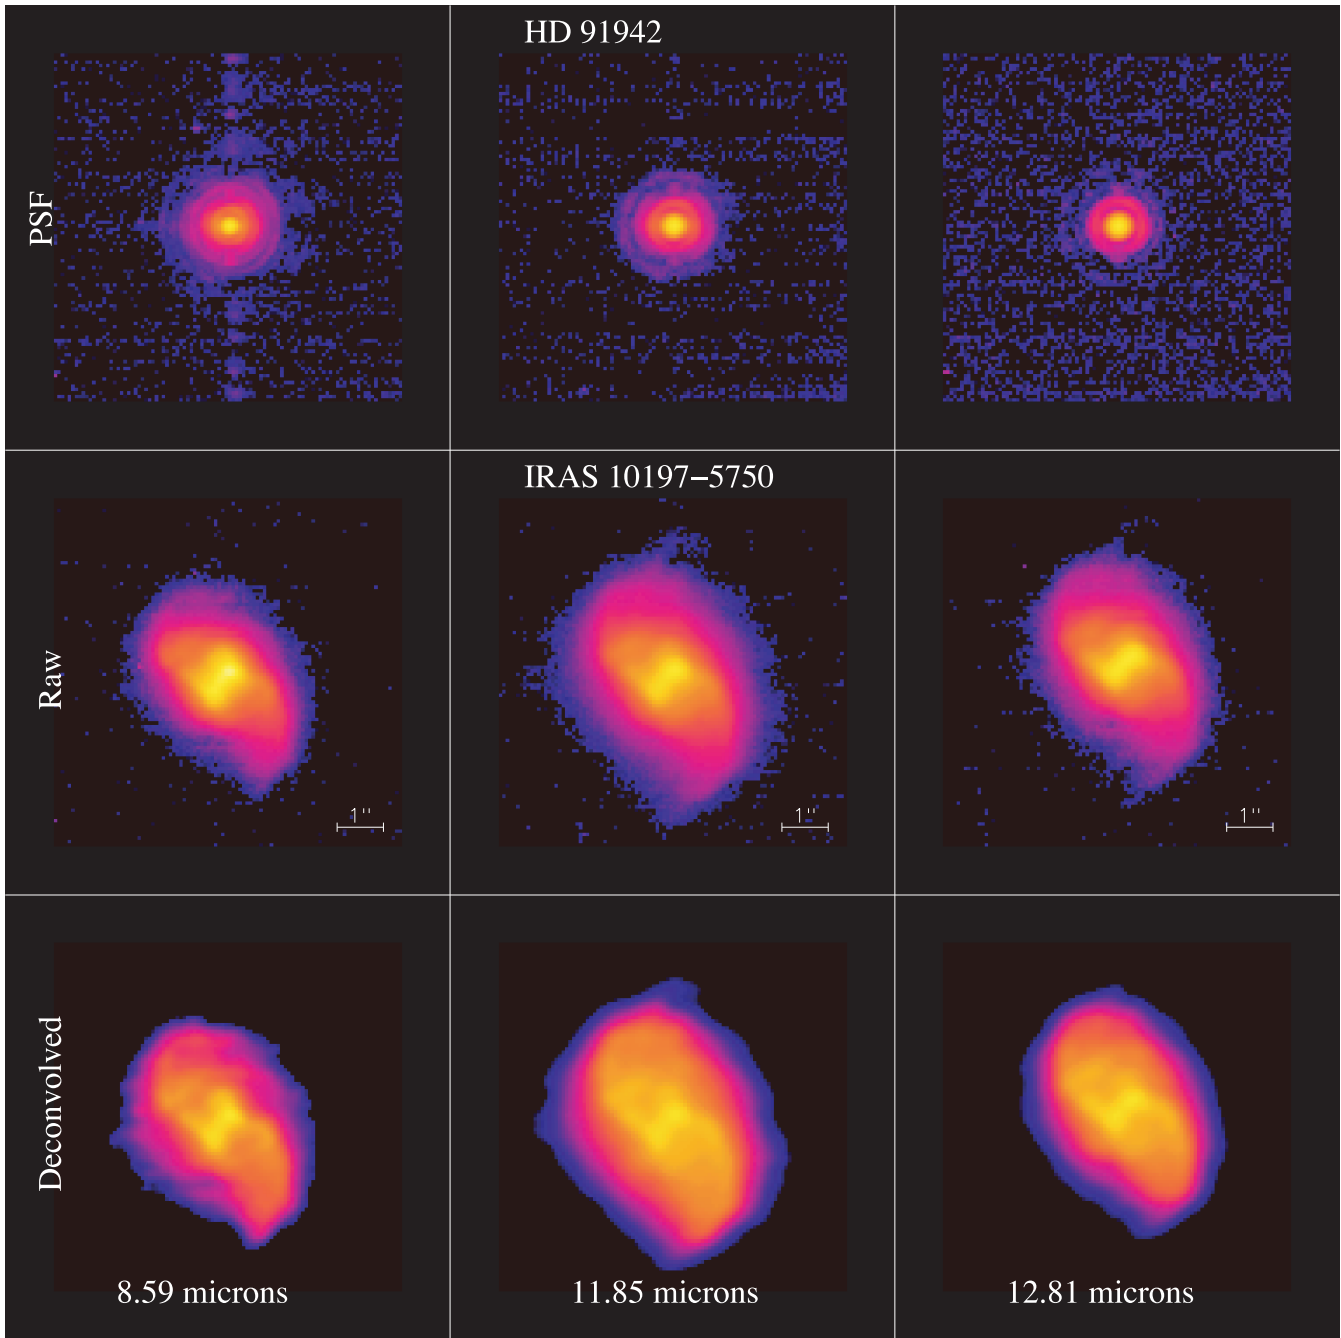 HD 91942
PSF
IRAS 10197−5750
Raw
1''
1''
1''
Deconvolved
8.59 microns
11.85 microns
12.81 microns